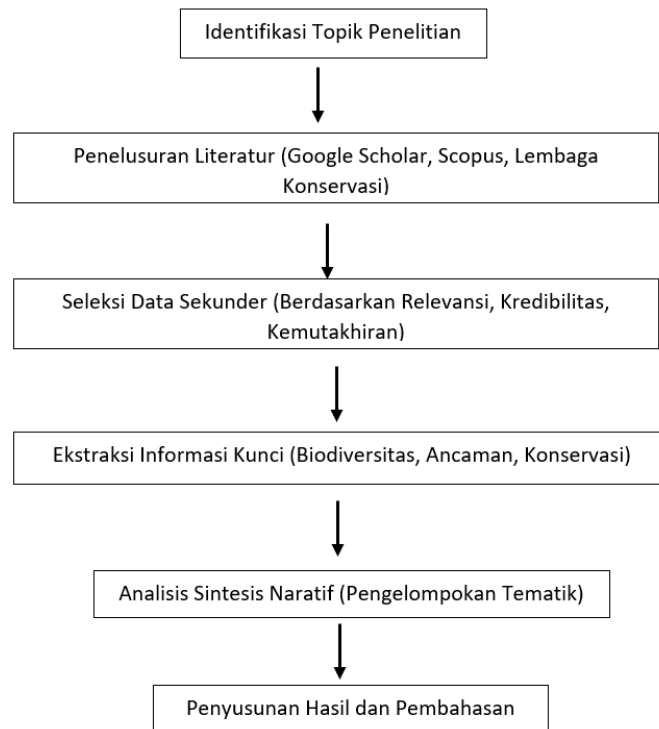 Identifikasi Topik Penelitian
Penelusuran Literatur (Google Scholar, Scopus, Lembaga
Konservasi)
Seleksi Data Sekunder (Berdasarkan Relevansi, Kredibilitas,
Kemutakhiran)
Ekstraksi Informasi Kunci (Biodiversitas, Ancaman, Konservasi)
Analisis Sintesis Naratif (Pengelompokan Tematik)
Penyusunan Hasil dan Pembahasan